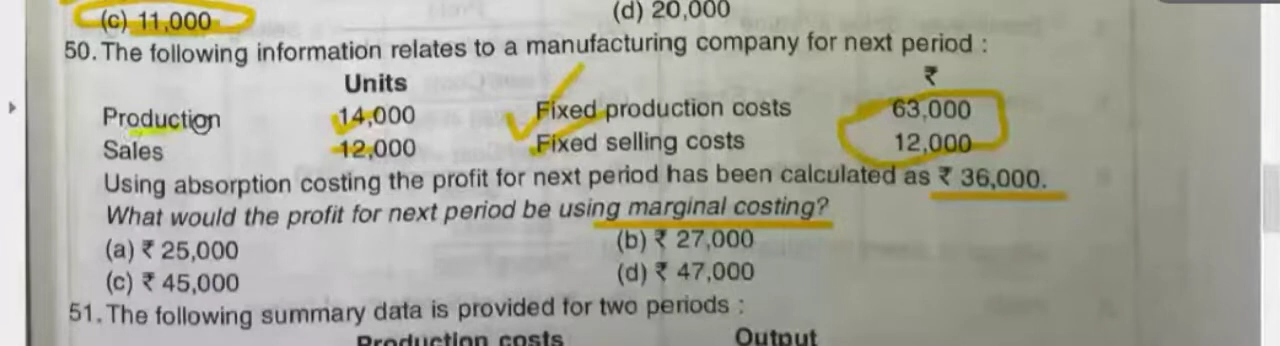 (c) 11,000 (d) 20,000
50. The following information relates to a manufacturing company for next period :
Units ₹
Production 14,000 Fixed production costs 63,000
Sales 12,000 Fixed selling costs 12,000
Using absorption costing the profit for next period has been calculated as ₹ 36,000.
What would the profit for next period be using marginal costing?
(a) ₹ 25,000 (b) ₹ 27,000
(c) ₹ 45,000 (d) ₹ 47,000
51. The following summary data is provided for two periods :
Production costs Output